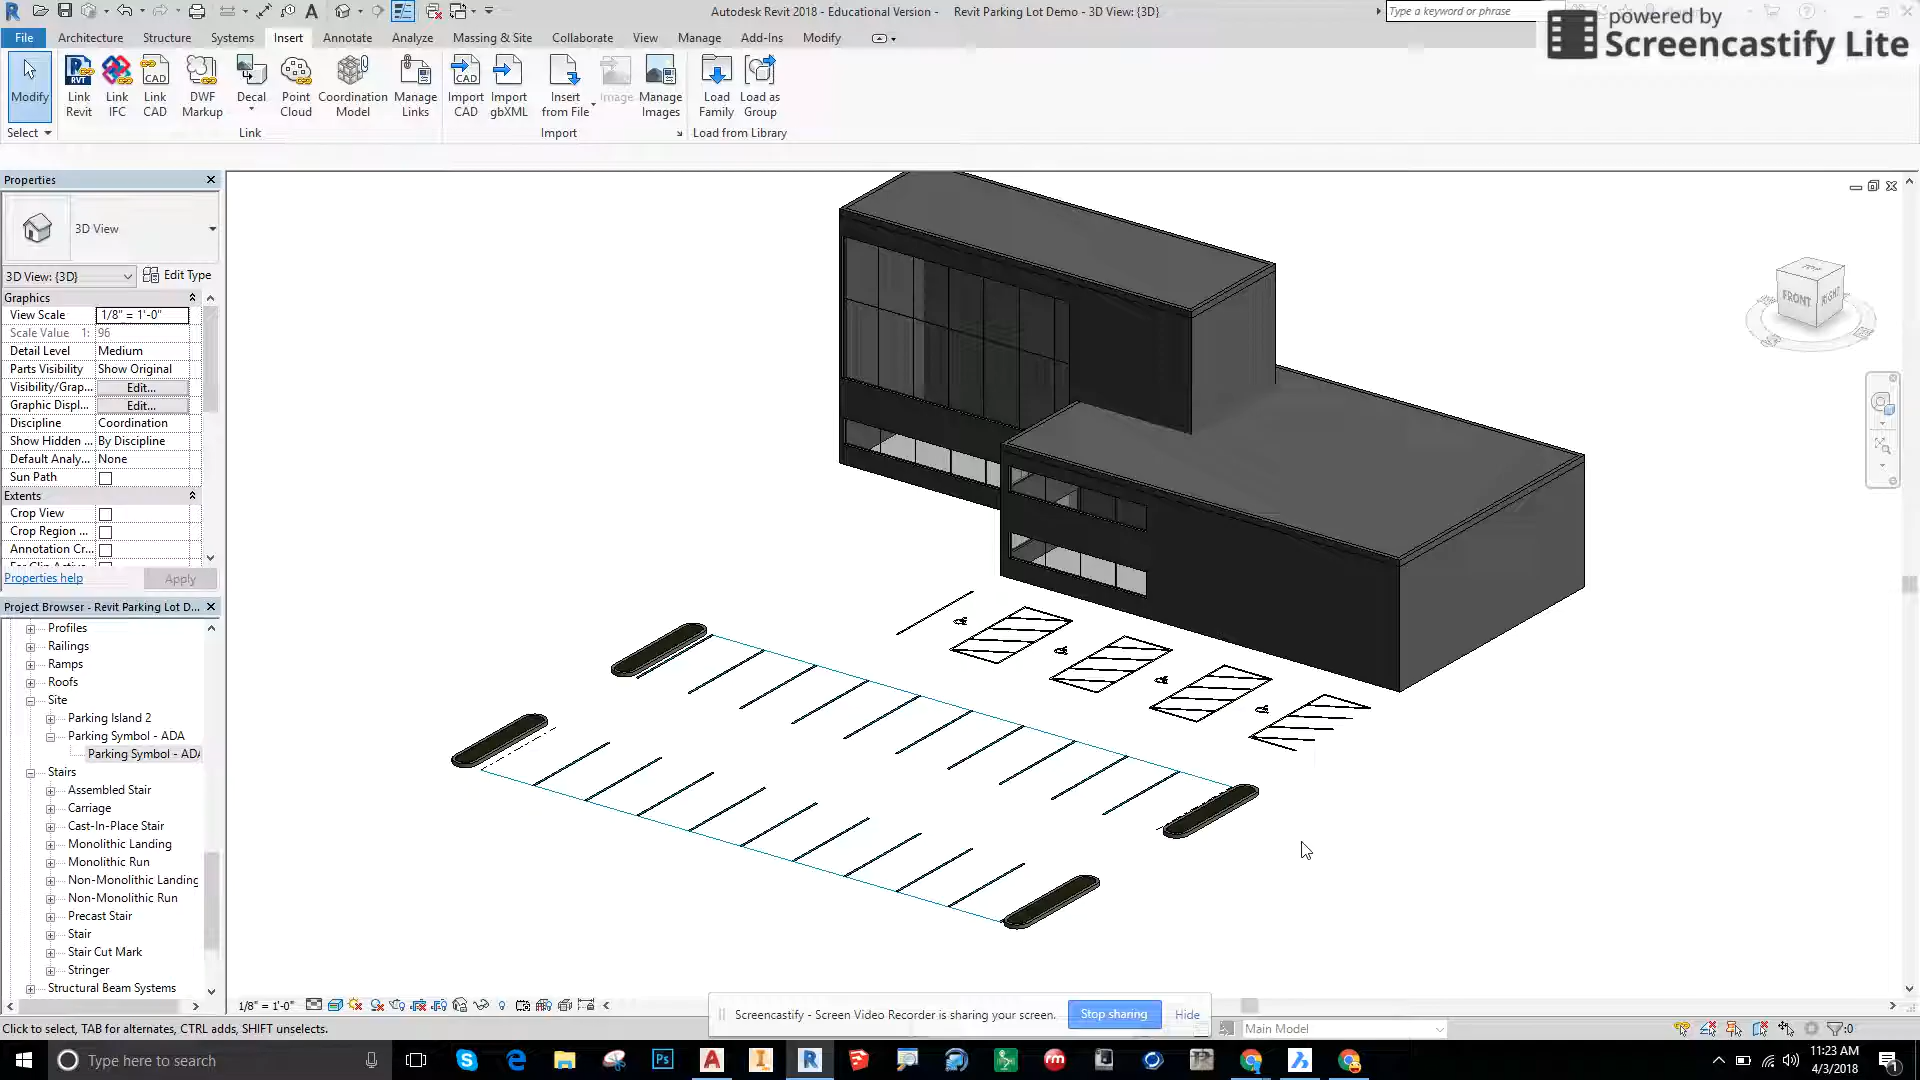 Autodesk Revit 2018 - Educational Version - Revit Parking Lot Demo - 3D View: {3D}
Type a keyword or phrase
powered by
Screencastify Lite
File Architecture Structure Systems Insert Annotate Analyze Massing & Site Collaborate View Manage Add-Ins Modify
Modify
Link Revit
Link IFC
Link CAD
DWF Markup
Decal
Point Cloud
Coordination Model
Manage Links
Import CAD
Import gbXML
Insert from File
Image
Manage Images
Load Family
Load as Group
Select Link Import Load from Library
Properties
3D View
3D View: {3D} Edit Type
Graphics
View Scale 1/8" = 1'-0"
Scale Value 1: 96
Detail Level Medium
Parts Visibility Show Original
Visibility/Grap... Edit...
Graphic Displ... Edit...
Discipline Coordination
Show Hidden ... By Discipline
Default Analy... None
Sun Path
Extents
Crop View
Crop Region ...
Annotation Cr...
Properties help Apply
Project Browser - Revit Parking Lot D...
Profiles
Railings
Ramps
Roofs
Site
Parking Island 2
Parking Symbol - ADA
Parking Symbol - ADA
Stairs
Assembled Stair
Carriage
Cast-In-Place Stair
Monolithic Landing
Monolithic Run
Non-Monolithic Landing
Non-Monolithic Run
Precast Stair
Stair
Stair Cut Mark
Stringer
Structural Beam Systems
FRONT RIGHT
1/8" = 1'-0"
Screencastify - Screen Video Recorder is sharing your screen. Stop sharing Hide
Click to select, TAB for alternates, CTRL adds, SHIFT unselects.
Main Model
:0
Type here to search
11:23 AM
4/3/2018